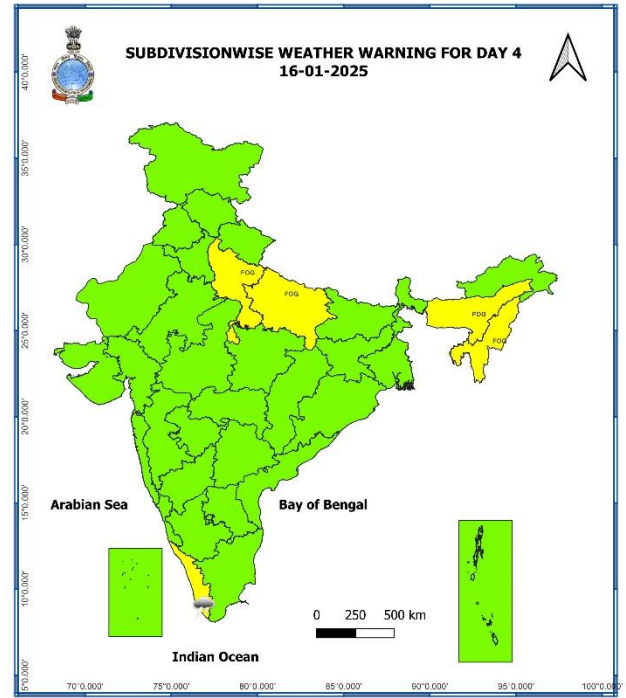 SUBDIVISIONWISE WEATHER WARNING FOR DAY 4
16-01-2025
40°0.000'
35°0.000'
30°0.000'
25°0.000'
20°0.000'
15°0.000'
10°0.000'
5°0.000'
FOG
FOG
FOG
FOG
Arabian Sea
Bay of Bengal
0 250 500 km
Indian Ocean
70°0.000' 75°0.000' 80°0.000' 85°0.000' 90°0.000' 95°0.000' 100°0.000'